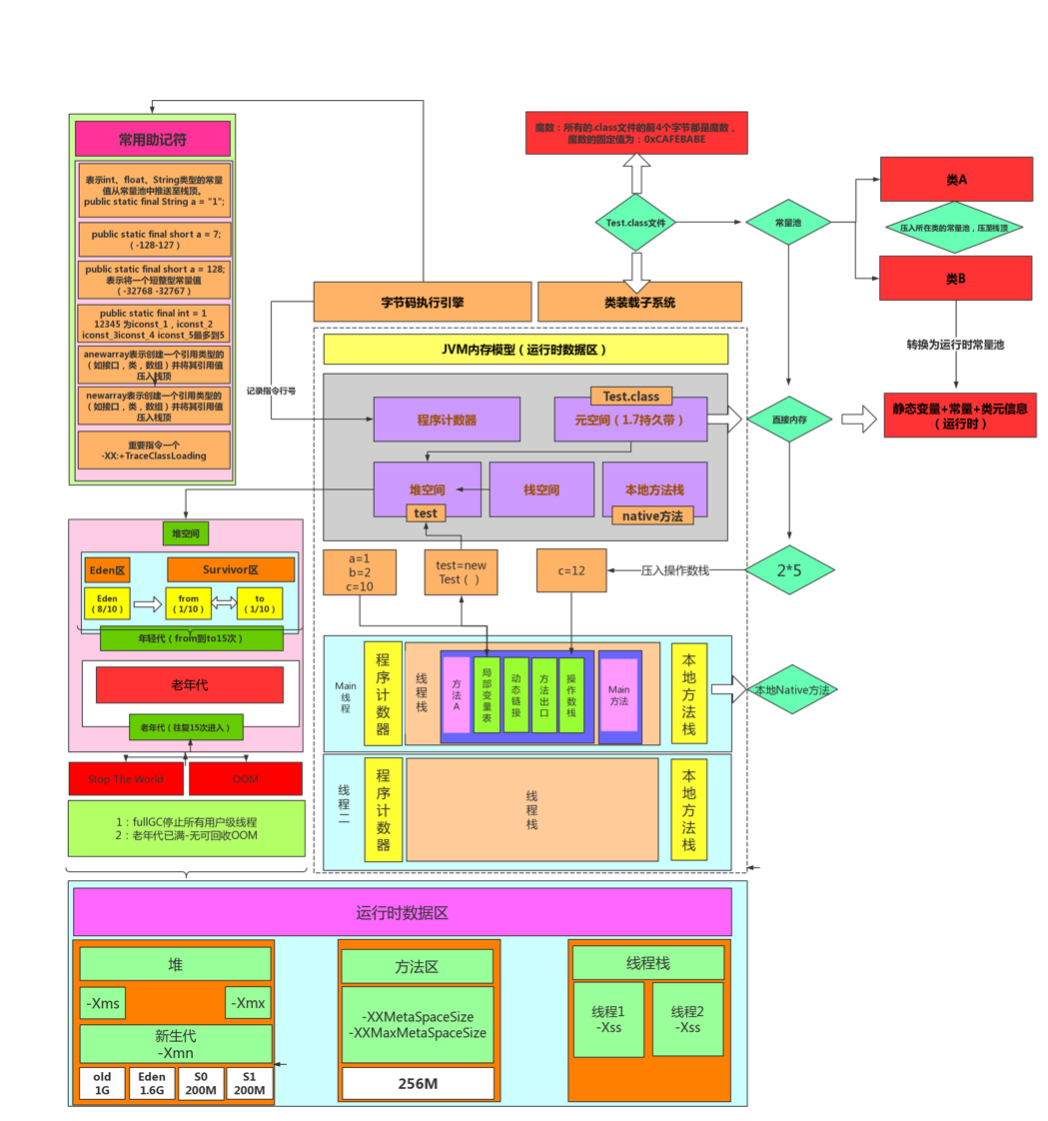 魔数：所有的.class文件的前4个字节都是魔数，
魔数的固定值为：0xCAFEBABE
常用助记符
表示int、float、String类型的常量
值从常量池中推送至栈顶。
public static final String a = "1";
public static final short a = 7;
（-128-127）
public static final short a = 128;
表示将一个短整型常量值
（-32768 -32767）
public static final int = 1
12345 为iconst_1，iconst_2
iconst_3iconst_4 iconst_5最多到5
anewarray表示创建一个引用类型的
（如接口，类，数组）并将其引用值
压入栈顶
newarray表示创建一个引用类型的
（如接口，类，数组）并将其引用值
压入栈顶
重要指令一个
-XX:+TraceClassLoading
Test.class文件
常量池
类A
压入所在类的常量池，压至栈顶
类B
转换为运行时常量池
静态变量+常量+类元信息
（运行时）
字节码执行引擎
类装载子系统
记录指令行号
JVM内存模型（运行时数据区）
Test.class
程序计数器
元空间（1.7持久带）
直接内存
堆空间
栈空间
本地方法栈
test
native方法
a=1
b=2
c=10
test=new
Test（ ）
c=12
压入操作数栈
2*5
堆空间
Eden区
Survivor区
Eden
（8/10）
from
（1/10）
to
（1/10）
年轻代（from到to15次）
老年代
老年代（往复15次进入）
Stop The World
OOM
1：fullGC停止所有用户级线程
2：老年代已满-无可回收OOM
Main
线程
程序计数器
线程栈
方法A
局部变量表
动态链接
方法出口
操作数栈
Main
方法
本地方法栈
本地Native方法
线程二
程序计数器
线程栈
本地方法栈
运行时数据区
堆
-Xms
-Xmx
新生代
-Xmn
old
1G
Eden
1.6G
S0
200M
S1
200M
方法区
-XXMetaSpaceSize
-XXMaxMetaSpaceSize
256M
线程栈
线程1
-Xss
线程2
-Xss